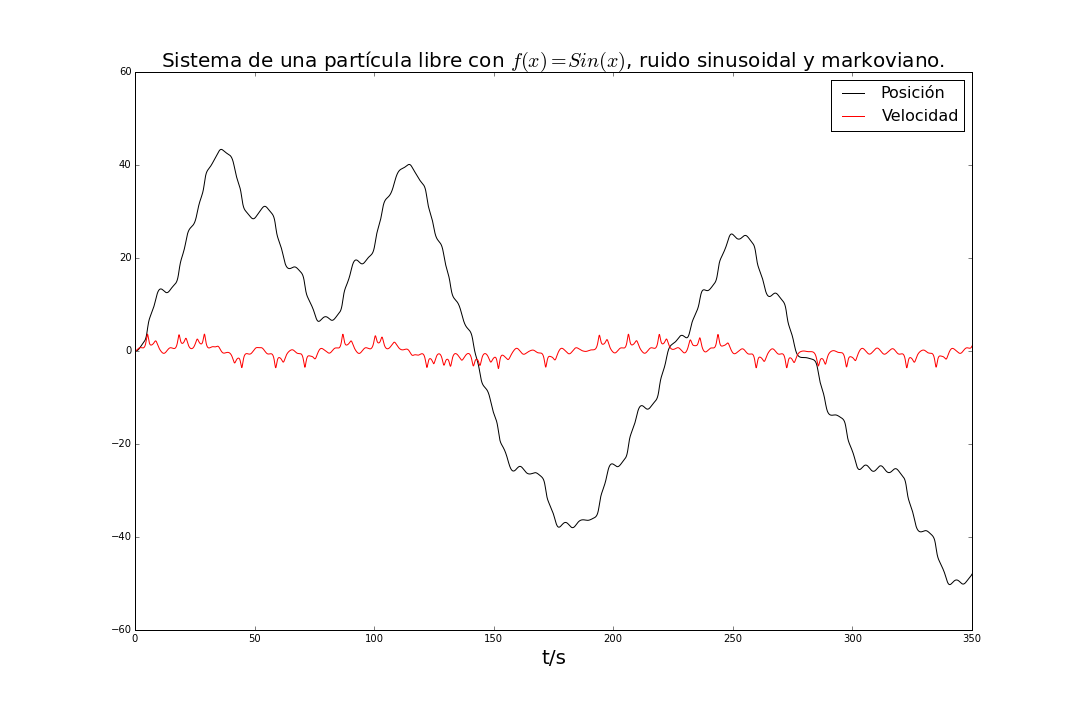 Sistema de una partícula libre con f(x)=Sin(x), ruido sinusoidal y markoviano.
Posición
Velocidad
60
40
20
0
−20
−40
−60
0 50 100 150 200 250 300 350
t/s